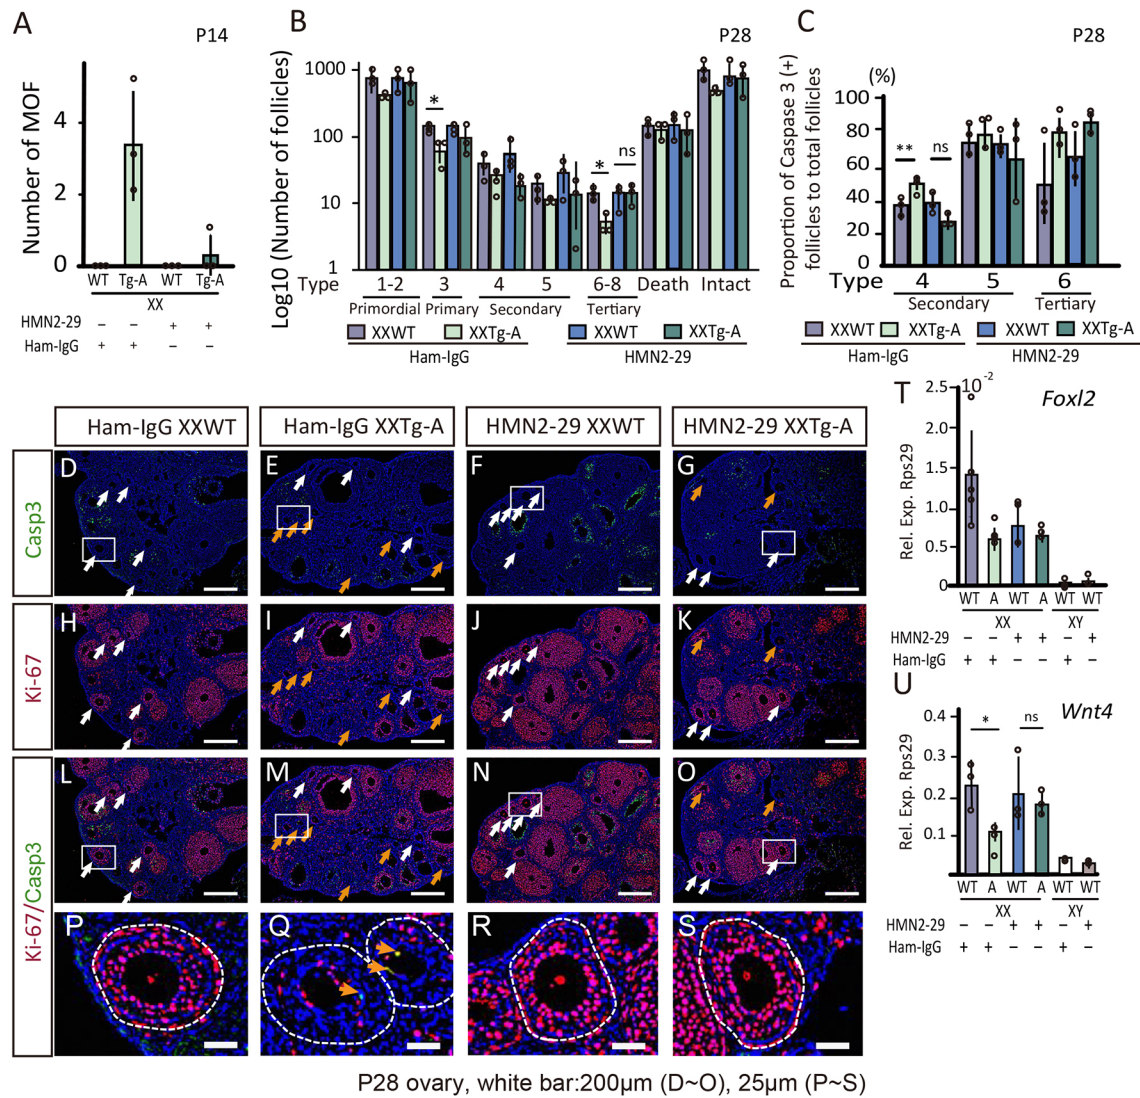 A
P14
Number of MOF
4
2
0
WT Tg-A WT Tg-A
XX
HMN2-29 – – + +
Ham-IgG + + – –
B
P28
Log10 (Number of follicles)
1000
100
10
1
* * ns
Type 1-2 3 4 5 6-8 Death Intact
Primordial Primary Secondary Tertiary
XXWT XXTg-A XXWT XXTg-A
Ham-IgG HMN2-29
C
P28
Proportion of Caspase 3 (+)
follicles to total follicles
(%)
100
80
60
40
20
0
** ns
Type 4 5 6
Secondary Tertiary
XXWT XXTg-A XXWT XXTg-A
Ham-IgG HMN2-29
Ham-IgG XXWT Ham-IgG XXTg-A HMN2-29 XXWT HMN2-29 XXTg-A
Casp3
D E F G
Ki-67
H I J K
Ki-67/Casp3
L M N O
P Q R S
P28 ovary, white bar:200µm (D~O), 25µm (P~S)
T
Foxl2
Rel. Exp. Rps29
10⁻²
2.5
2.0
1.5
1.0
0.5
0
WT A WT A WT WT
XX XY
HMN2-29 – – + + – +
Ham-IgG + + – – + –
U
Wnt4
Rel. Exp. Rps29
0.4
0.3
0.2
0.1
* ns
WT A WT A WT WT
XX XY
HMN2-29 – – + + – +
Ham-IgG + + – – + –